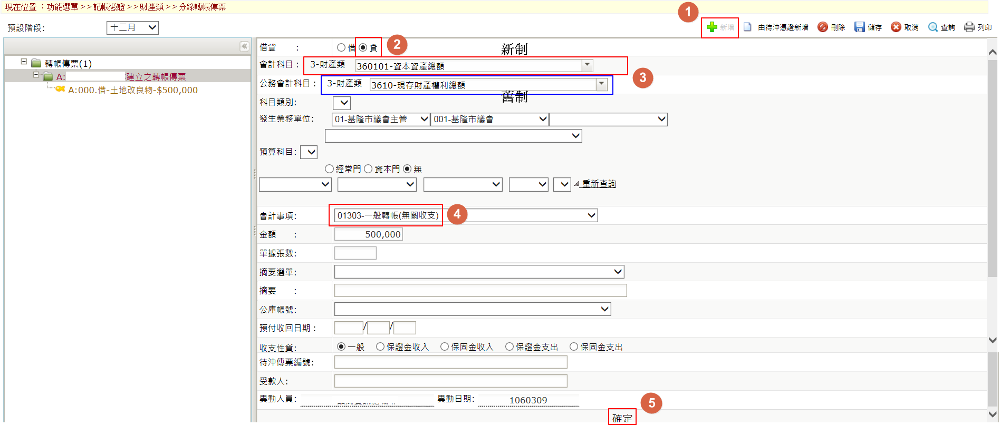 現在位置 ：功能選單>>記帳憑證>>財產類>>分錄轉帳傳票
1
預設階段: 十二月 新增 由待沖憑證新增 刪除 儲存 取消 查詢 列印
轉帳傳票(1)
A: 建立之轉帳傳票
A:000.借-土地改良物-$500,000
借貸 : 借 貸 2 新制
會計科目: 3-財產類 360101-資本資產總額
3
公務會計科目: 3-財產類 3610-現存財產權利總額
舊制
科目類別:
發生業務單位: 01-基隆市議會主管 001-基隆市議會
預算科目:
經常門 資本門 無
重新查詢
會計事項: 01303-一般轉帳(無關收支) 4
金額 : 500,000
單據張數:
摘要選單:
摘要 :
公庫帳號:
預付收回日期: / /
收支性質: 一般 保證金收入 保固金收入 保證金支出 保固金支出
待沖傳票編號:
受款人:
異動人員: 異動日期: 1060309
5
確定